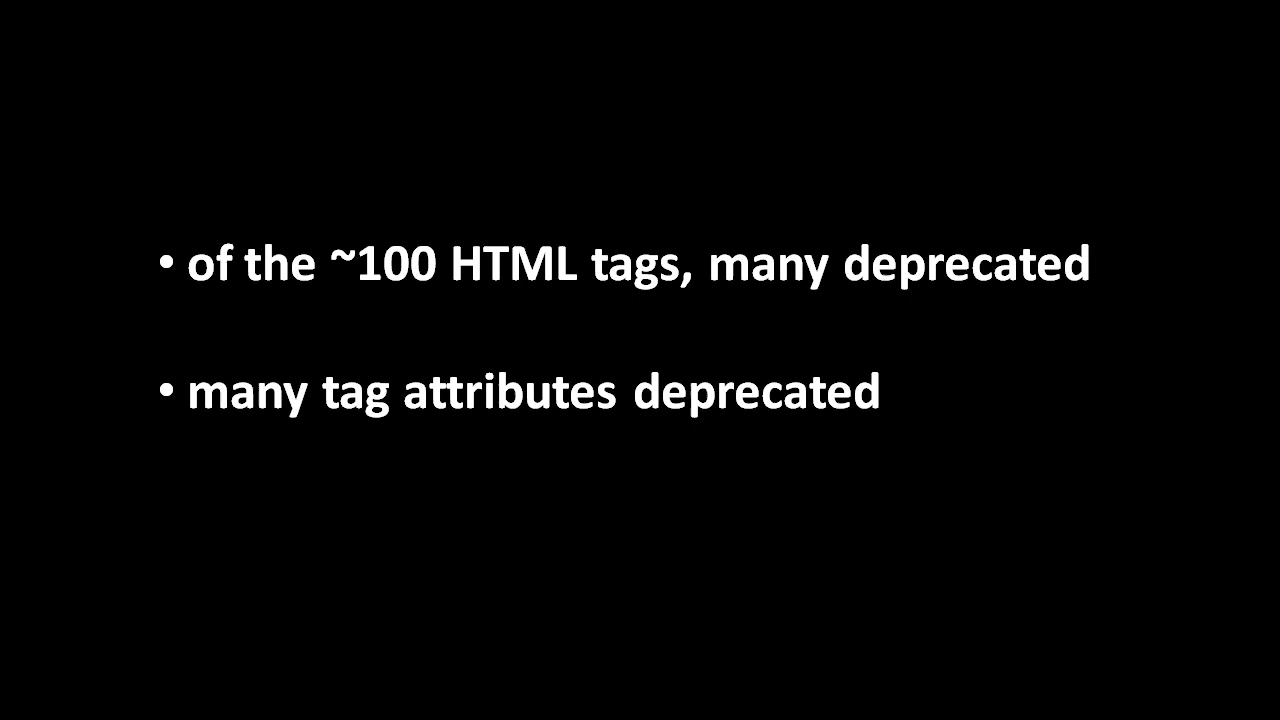 • of the ~100 HTML tags, many deprecated
• many tag attributes deprecated